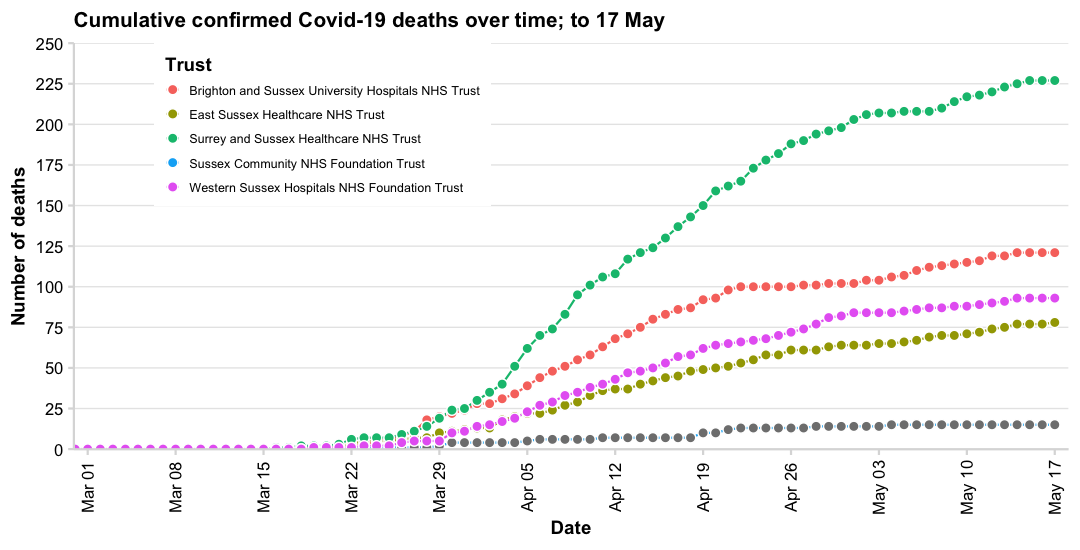 Cumulative confirmed Covid-19 deaths over time; to 17 May
Number of deaths
250
225
200
175
150
125
100
75
50
25
0
Trust
Brighton and Sussex University Hospitals NHS Trust
East Sussex Healthcare NHS Trust
Surrey and Sussex Healthcare NHS Trust
Sussex Community NHS Foundation Trust
Western Sussex Hospitals NHS Foundation Trust
Mar 01
Mar 08
Mar 15
Mar 22
Mar 29
Apr 05
Apr 12
Apr 19
Apr 26
May 03
May 10
May 17
Date